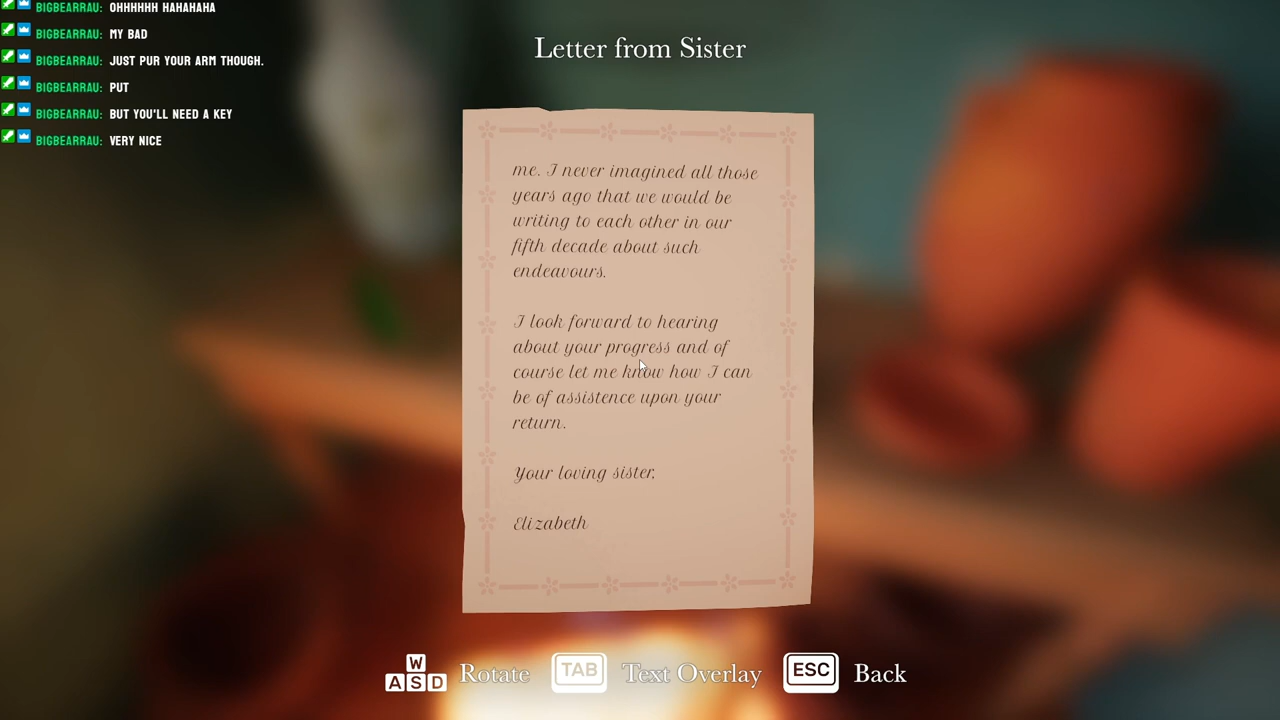 BIGBEARRAU: OHHHHHH HAHAHAHA
BIGBEARRAU: MY BAD
BIGBEARRAU: JUST PUR YOUR ARM THOUGH.
BIGBEARRAU: PUT
BIGBEARRAU: BUT YOU'LL NEED A KEY
BIGBEARRAU: VERY NICE
Letter from Sister
me. I never imagined all those
years ago that we would be
writing to each other in our
fifth decade about such
endeavours.
I look forward to hearing
about your progress and of
course let me know how I can
be of assistence upon your
return.
Your loving sister,
Elizabeth
W
A S D Rotate TAB Text Overlay ESC Back